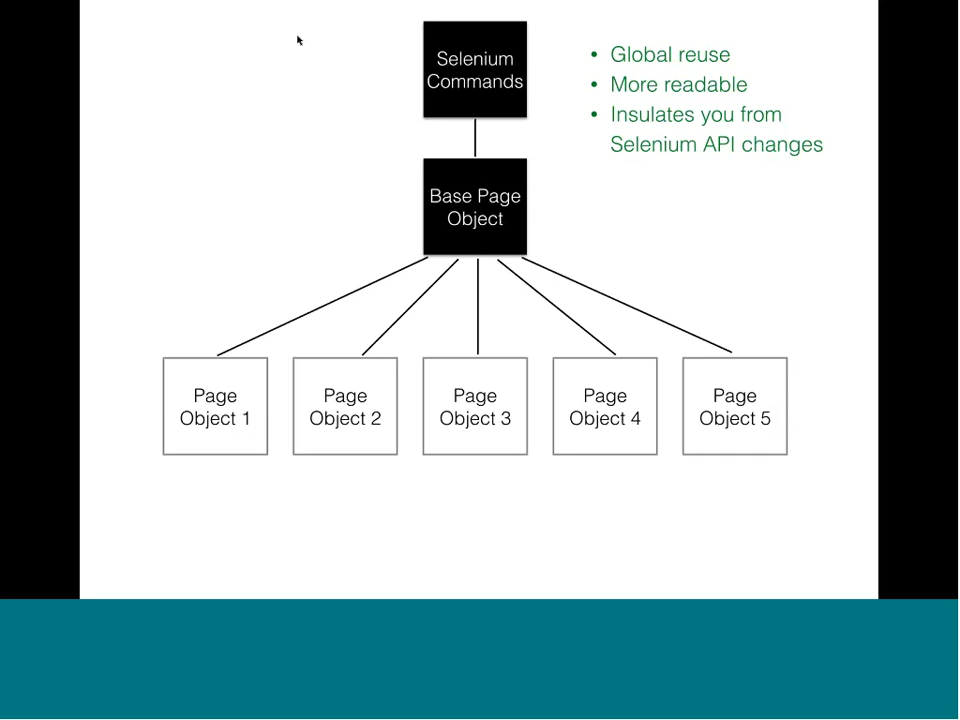 Selenium
Commands
• Global reuse
• More readable
• Insulates you from
Selenium API changes
Base Page
Object
Page
Object 1
Page
Object 2
Page
Object 3
Page
Object 4
Page
Object 5